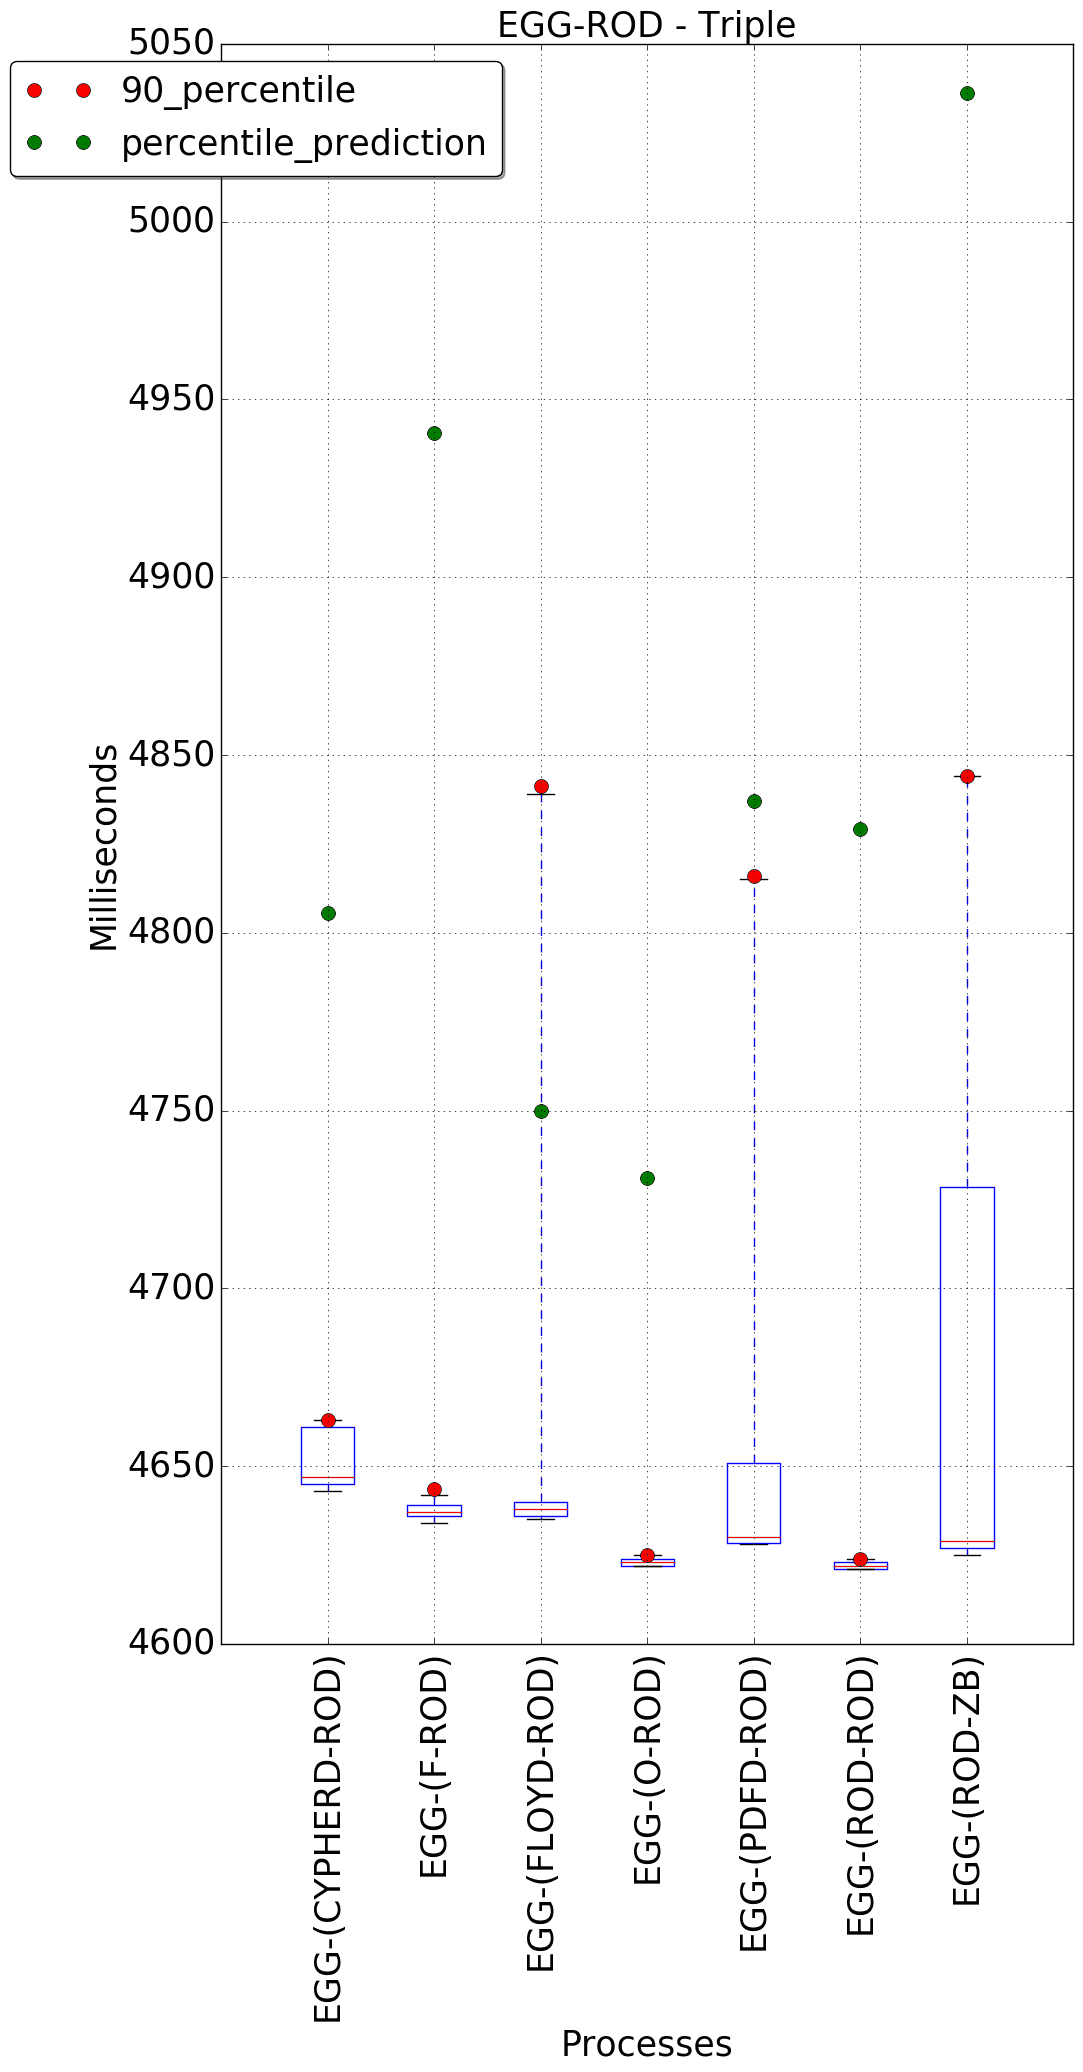 EGG-ROD - Triple
90_percentile
percentile_prediction
5050
5000
4950
4900
4850
4800
4750
4700
4650
4600
Milliseconds
EGG-(CYPHERD-ROD)
EGG-(F-ROD)
EGG-(FLOYD-ROD)
EGG-(O-ROD)
EGG-(PDFD-ROD)
EGG-(ROD-ROD)
EGG-(ROD-ZB)
Processes